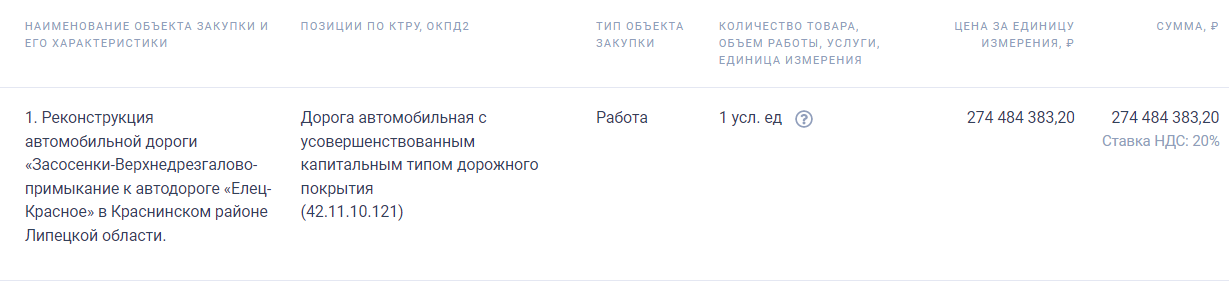 НАИМЕНОВАНИЕ ОБЪЕКТА ЗАКУПКИ И
ЕГО ХАРАКТЕРИСТИКИ
ПОЗИЦИИ ПО КТРУ, ОКПД2
ТИП ОБЪЕКТА
ЗАКУПКИ
КОЛИЧЕСТВО ТОВАРА,
ОБЪЕМ РАБОТЫ, УСЛУГИ,
ЕДИНИЦА ИЗМЕРЕНИЯ
ЦЕНА ЗА ЕДИНИЦУ
ИЗМЕРЕНИЯ, ₽
СУММА, ₽
1. Реконструкция
автомобильной дороги
«Засосенки-Верхнедрезгалово-
примыкание к автодороге «Елец-
Красное» в Краснинском районе
Липецкой области.
Дорога автомобильная с
усовершенствованным
капитальным типом дорожного
покрытия
(42.11.10.121)
Работа
1 усл. ед ?
274 484 383,20
274 484 383,20
Ставка НДС: 20%